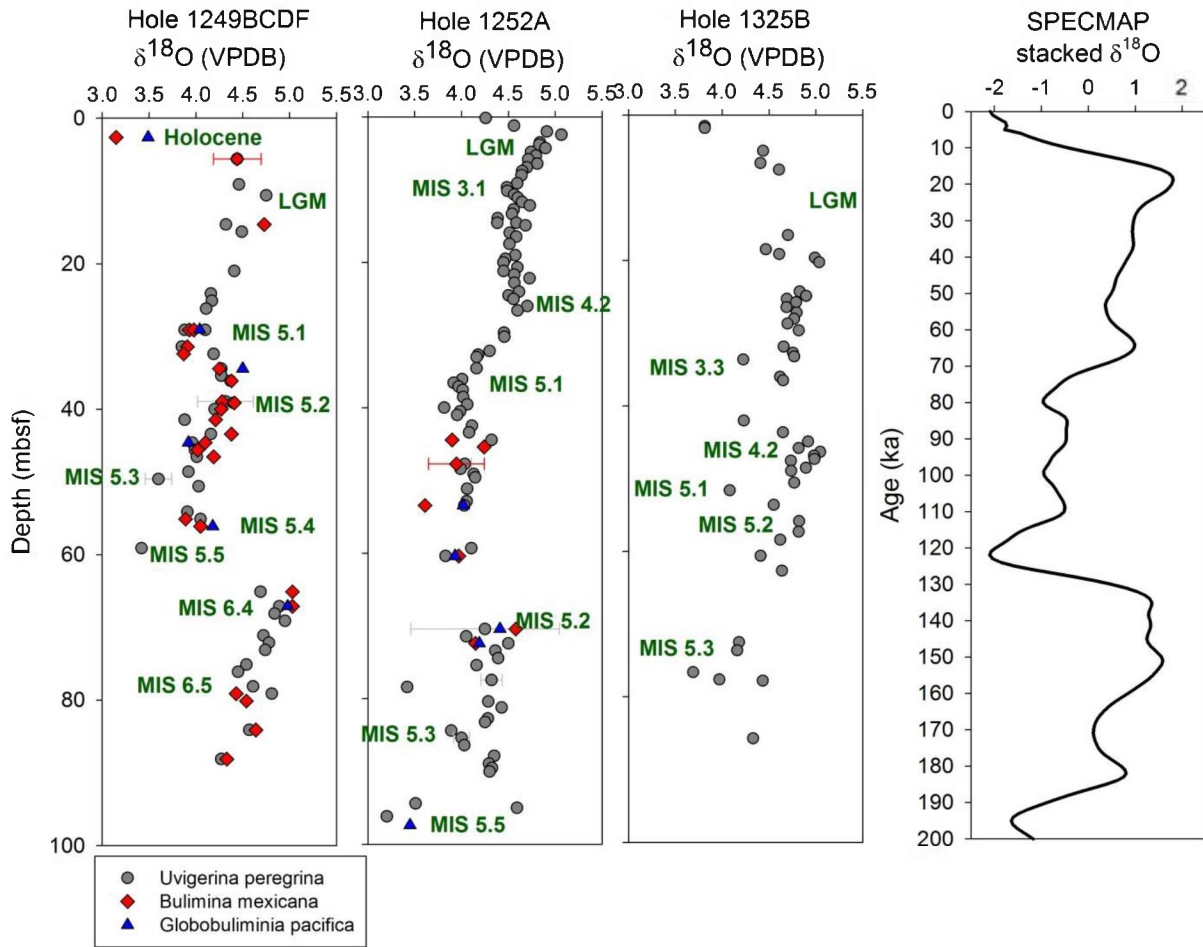 Hole 1249BCDF
δ18O (VPDB)
3.0 3.5 4.0 4.5 5.0 5.5
Hole 1252A
δ18O (VPDB)
3.0 3.5 4.0 4.5 5.0 5.5
Hole 1325B
δ18O (VPDB)
3.0 3.5 4.0 4.5 5.0 5.5
SPECMAP
stacked δ18O
-2 -1 0 1 2
Depth (mbsf)
0
20
40
60
80
100
Holocene
LGM
MIS 5.1
MIS 5.2
MIS 5.3
MIS 5.4
MIS 5.5
MIS 6.4
MIS 6.5
LGM
MIS 3.1
MIS 4.2
MIS 5.1
MIS 5.2
MIS 5.3
MIS 5.5
LGM
MIS 3.3
MIS 4.2
MIS 5.1
MIS 5.2
MIS 5.3
Age (ka)
0
10
20
30
40
50
60
70
80
90
100
110
120
130
140
150
160
170
180
190
200
Uvigerina peregrina
Bulimina mexicana
Globobuliminia pacifica